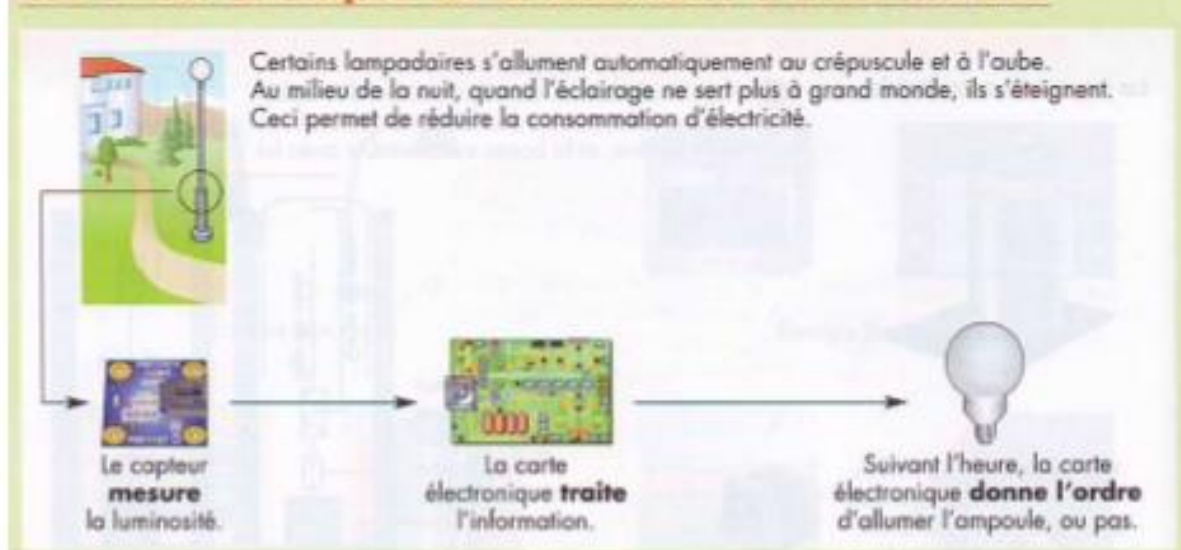 Certains lampadaires s'allument automatiquement au crépuscule et à l'aube.
Au milieu de la nuit, quand l'éclairage ne sert plus à grand monde, ils s'éteignent.
Ceci permet de réduire la consommation d'électricité.
Le capteur
mesure
la luminosité.
La carte
électronique traite
l'information.
Suivant l'heure, la carte
électronique donne l'ordre
d'allumer l'ampoule, ou pas.